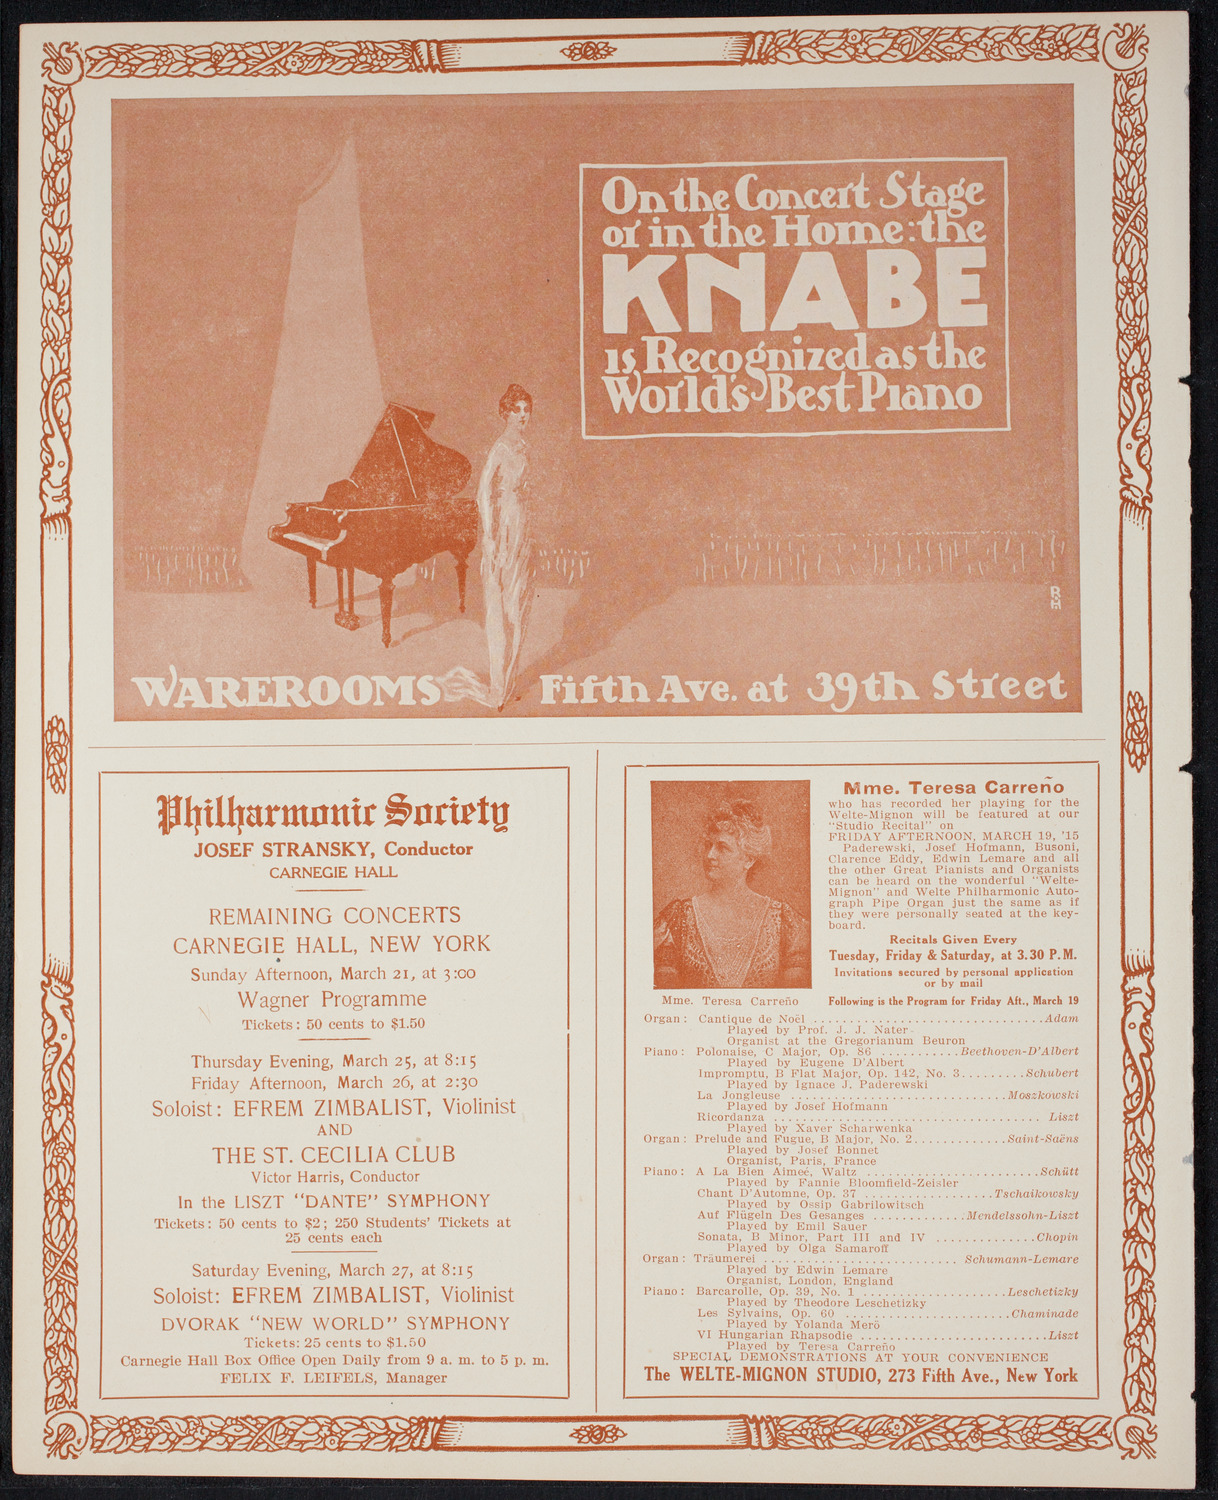 On the Concert Stage
or in the Home: the
KNABE
is Recognized as the
World's Best Piano
ROM
WAREROOMS Fifth Ave. at 39th Street
Philharmonic Society
JOSEF STRANSKY, Conductor
CARNEGIE HALL
REMAINING CONCERTS
CARNEGIE HALL, NEW YORK
Sunday Afternoon, March 21, at 3:00
Wagner Programme
Tickets: 50 cents to $1.50
Thursday Evening, March 25, at 8:15
Friday Afternoon, March 26, at 2:30
Soloist: EFREM ZIMBALIST, Violinist
AND
THE ST. CECILIA CLUB
Victor Harris, Conductor
In the LISZT "DANTE" SYMPHONY
Tickets: 50 cents to $2; 250 Students' Tickets at
25 cents each
Saturday Evening, March 27, at 8:15
Soloist: EFREM ZIMBALIST, Violinist
DVORAK "NEW WORLD" SYMPHONY
Tickets: 25 cents to $1.50
Carnegie Hall Box Office Open Daily from 9 a. m. to 5 p. m.
FELIX F. LEIFELS, Manager
Mme. Teresa Carreño
who has recorded her playing for the
Welte-Mignon will be featured at our
"Studio Recital" on
FRIDAY AFTERNOON, MARCH 19, '15
Paderewski, Josef Hofmann, Busoni,
Clarence Eddy, Edwin Lemare and all
the other Great Pianists and Organists
can be heard on the wonderful "Welte-
Mignon" and Welte Philharmonic Auto-
graph Pipe Organ just the same as if
they were personally seated at the key-
board.
Recitals Given Every
Tuesday, Friday & Saturday, at 3.30 P.M.
Invitations secured by personal application
or by mail
Mme. Teresa Carreño
Following is the Program for Friday Aft., March 19
Organ: Cantique de Noël ..... Adam
Played by Prof. J. J. Nater-
Organist at the Gregorianum Beuron
Piano: Polonaise, C Major, Op. 86 ..... Beethoven-D'Albert
Played by Eugene D'Albert
Impromptu, B Flat Major, Op. 142, No. 3 ..... Schubert
Played by Ignace J. Paderewski
La Jongleuse ..... Moszkowski
Played by Josef Hofmann
Ricordanza ..... Liszt
Played by Xaver Scharwenka
Organ: Prelude and Fugue, B Major, No. 2 ..... Saint-Saëns
Played by Josef Bonnet
Organist, Paris, France
Piano: A La Bien Aimeé, Waltz ..... Schütt
Played by Fannie Bloomfield-Zeisler
Chant D'Automne, Op. 37 ..... Tschaikowsky
Played by Ossip Gabrilowitsch
Auf Flügeln Des Gesanges ..... Mendelssohn-Liszt
Played by Emil Sauer
Sonata, B Minor, Part III and IV ..... Chopin
Played by Olga Samaroff
Organ: Träumerei ..... Schumann-Lemare
Played by Edwin Lemare
Organist, London, England
Piano: Barcarolle, Op. 39, No. 1 ..... Leschetizky
Played by Theodore Leschetizky
Les Sylvains, Op. 60 ..... Chaminade
Played by Yolanda Merö
VI Hungarian Rhapsodie ..... Liszt
Played by Teresa Carreño
SPECIAL DEMONSTRATIONS AT YOUR CONVENIENCE
The WELTE-MIGNON STUDIO, 273 Fifth Ave., New York